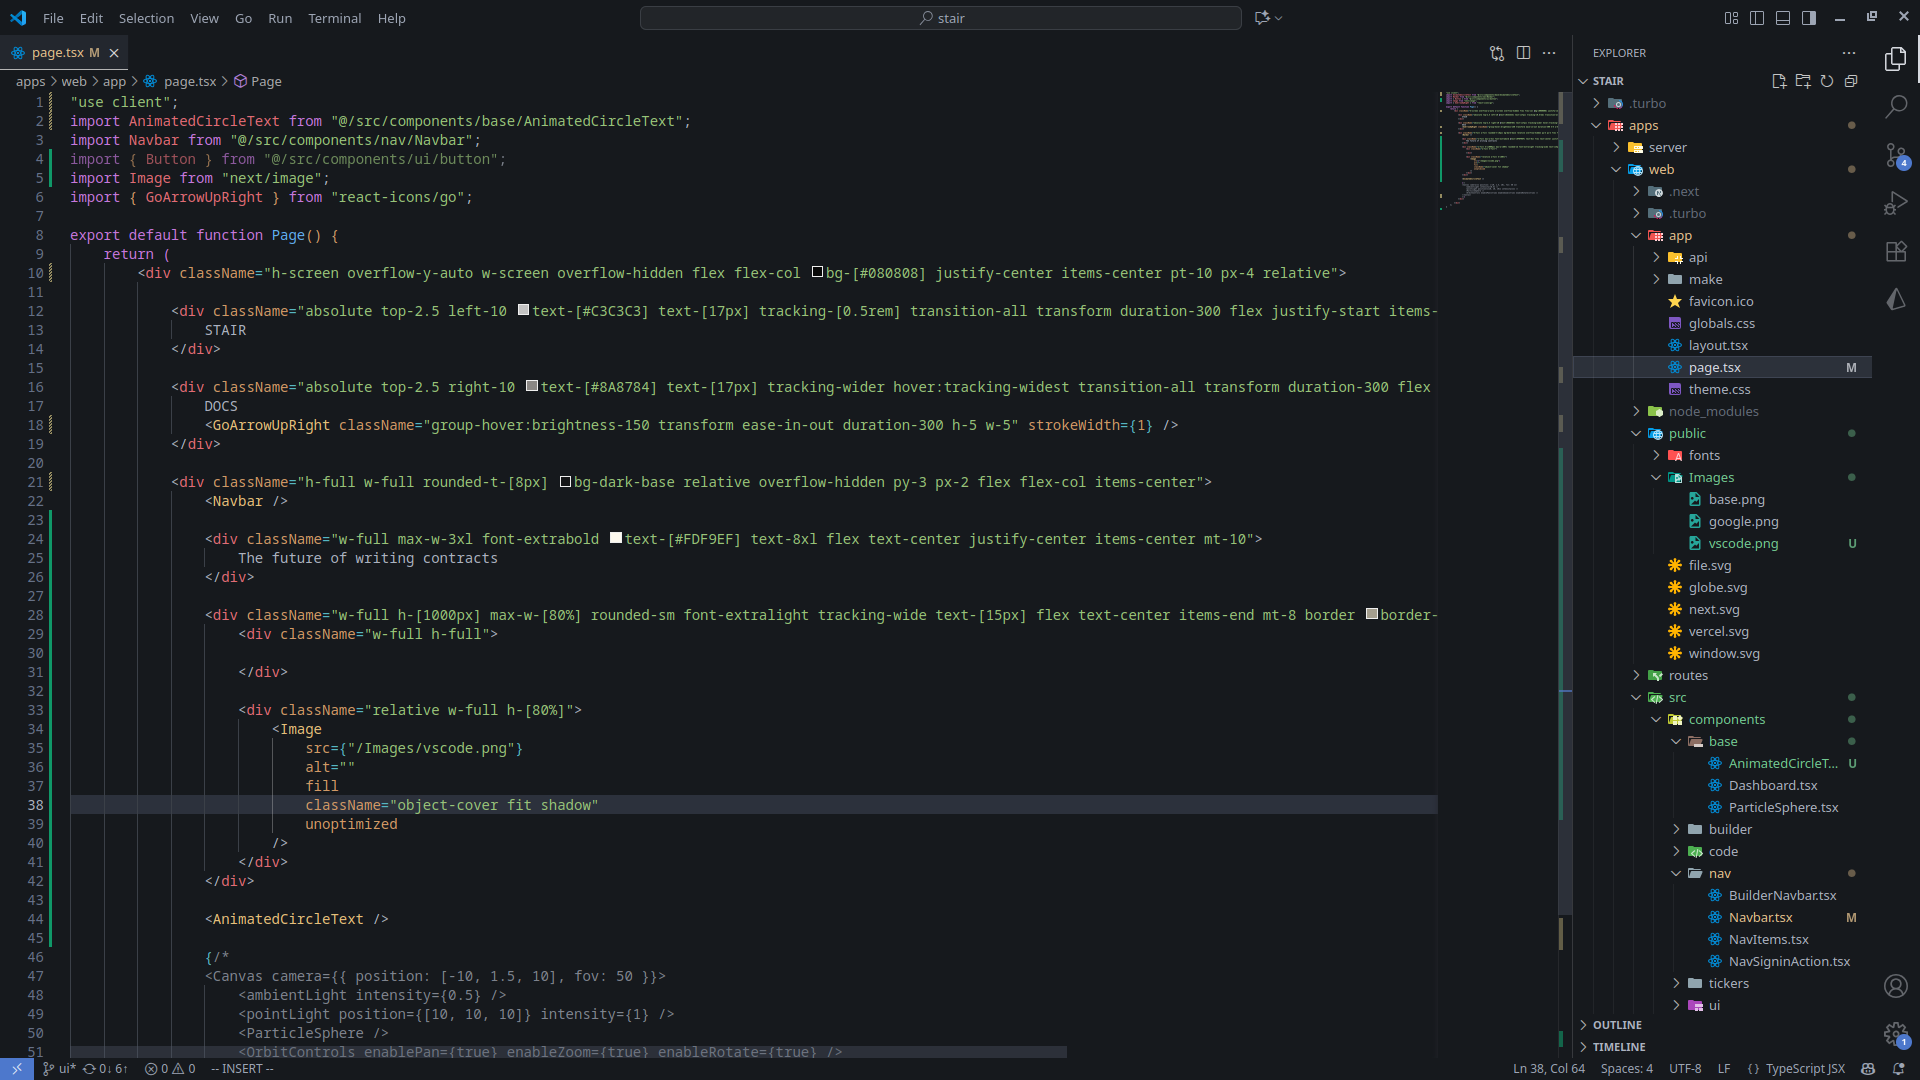 File Edit Selection View Go Run Terminal Help
stair
page.tsx M
apps > web > app > page.tsx > Page
1 "use client";
2 import AnimatedCircleText from "@/src/components/base/AnimatedCircleText";
3 import Navbar from "@/src/components/nav/Navbar";
4 import { Button } from "@/src/components/ui/button";
5 import Image from "next/image";
6 import { GoArrowUpRight } from "react-icons/go";
7
8 export default function Page() {
9 return (
10 <div className="h-screen overflow-y-auto w-screen overflow-hidden flex flex-col bg-[#080808] justify-center items-center pt-10 px-4 relative">
11
12 <div className="absolute top-2.5 left-10 text-[#C3C3C3] text-[17px] tracking-[0.5rem] transition-all transform duration-300 flex justify-start items-
13 STAIR
14 </div>
15
16 <div className="absolute top-2.5 right-10 text-[#8A8784] text-[17px] tracking-wider hover:tracking-widest transition-all transform duration-300 flex
17 DOCS
18 <GoArrowUpRight className="group-hover:brightness-150 transform ease-in-out duration-300 h-5 w-5" strokeWidth={1} />
19 </div>
20
21 <div className="h-full w-full rounded-t-[8px] bg-dark-base relative overflow-hidden py-3 px-2 flex flex-col items-center">
22 <Navbar />
23
24 <div className="w-full max-w-3xl font-extrabold text-[#FDF9EF] text-8xl flex text-center justify-center items-center mt-10">
25 The future of writing contracts
26 </div>
27
28 <div className="w-full h-[1000px] max-w-[80%] rounded-sm font-extralight tracking-wide text-[15px] flex text-center items-end mt-8 border border-
29 <div className="w-full h-full">
30
31 </div>
32
33 <div className="relative w-full h-[80%]">
34 <Image
35 src={"/Images/vscode.png"}
36 alt=""
37 fill
38 className="object-cover fit shadow"
39 unoptimized
40 />
41 </div>
42 </div>
43
44 <AnimatedCircleText />
45
46 {/*
47 <Canvas camera={{ position: [-10, 1.5, 10], fov: 50 }}>
48 <ambientLight intensity={0.5} />
49 <pointLight position={[10, 10, 10]} intensity={1} />
50 <ParticleSphere />
51 <OrbitControls enablePan={true} enableZoom={true} enableRotate={true} />
EXPLORER
STAIR
.turbo
apps
server
web
.next
.turbo
app
api
make
favicon.ico
globals.css
layout.tsx
page.tsx M
theme.css
node_modules
public
fonts
Images
base.png
google.png
vscode.png U
file.svg
globe.svg
next.svg
vercel.svg
window.svg
routes
src
components
base
AnimatedCircleT... U
Dashboard.tsx
ParticleSphere.tsx
builder
code
nav
BuilderNavbar.tsx
Navbar.tsx M
NavItems.tsx
NavSigninAction.tsx
tickers
ui
OUTLINE
TIMELINE
4
1
ui* 0↓ 6↑ 0 0 -- INSERT --
Ln 38, Col 64 Spaces: 4 UTF-8 LF {} TypeScript JSX